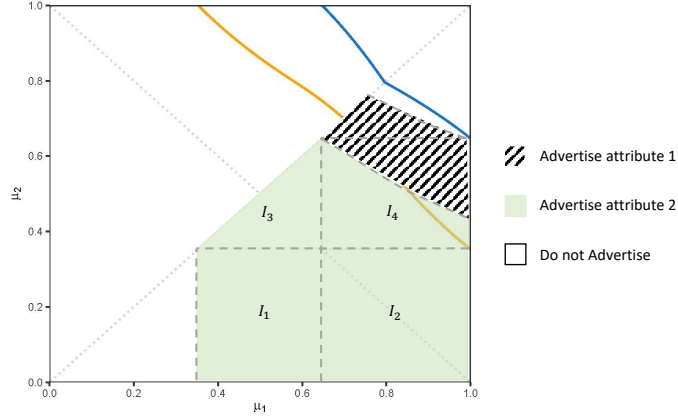 1.0
0.8
0.6
0.4
0.2
0.0
μ2
0.0
0.2
0.4
0.6
0.8
1.0
μ1
I3
I4
I1
I2
Advertise attribute 1
Advertise attribute 2
Do not Advertise